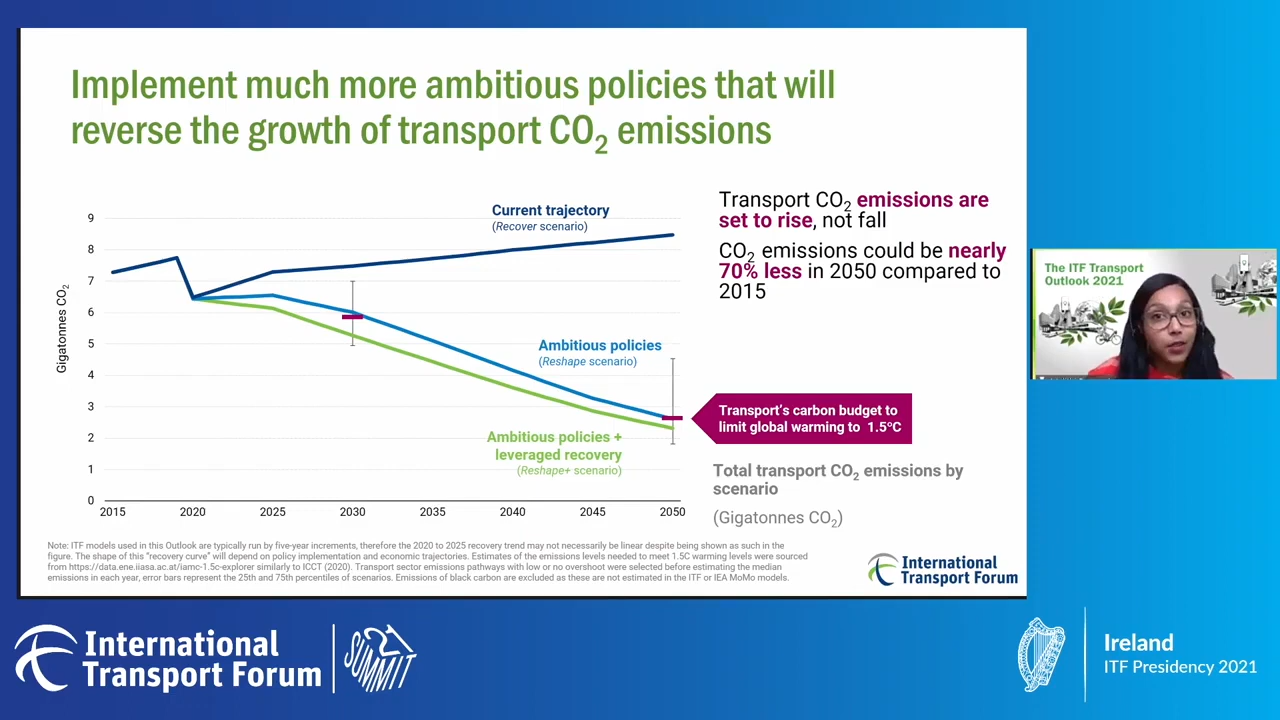 Implement much more ambitious policies that will
reverse the growth of transport CO2 emissions
Gigatonnes CO2
9
8
7
6
5
4
3
2
1
0
2015
2020
2025
2030
2035
2040
2045
2050
Current trajectory
(Recover scenario)
Ambitious policies
(Reshape scenario)
Ambitious policies +
leveraged recovery
(Reshape+ scenario)
Transport CO2 emissions are
set to rise, not fall
CO2 emissions could be nearly
70% less in 2050 compared to
2015
Transport's carbon budget to
limit global warming to 1.5ºC
Total transport CO2 emissions by
scenario
(Gigatonnes CO2)
Note: ITF models used in this Outlook are typically run by five-year increments, therefore the 2020 to 2025 recovery trend may not necessarily be linear despite being shown as such in the
figure. The shape of this "recovery curve" will depend on policy implementation and economic trajectories. Estimates of the emissions levels needed to meet 1.5C warming levels were sourced
from https://data.ene.iiasa.ac.at/iamc-1.5c-explorer similarly to ICCT (2020). Transport sector emissions pathways with low or no overshoot were selected before estimating the median
emissions in each year, error bars represent the 25th and 75th percentiles of scenarios. Emissions of black carbon are excluded as these are not estimated in the ITF or IEA MoMo models.
International
Transport Forum
The ITF Transport
Outlook 2021
International
Transport Forum
21
SUMMIT
Ireland
ITF Presidency 2021